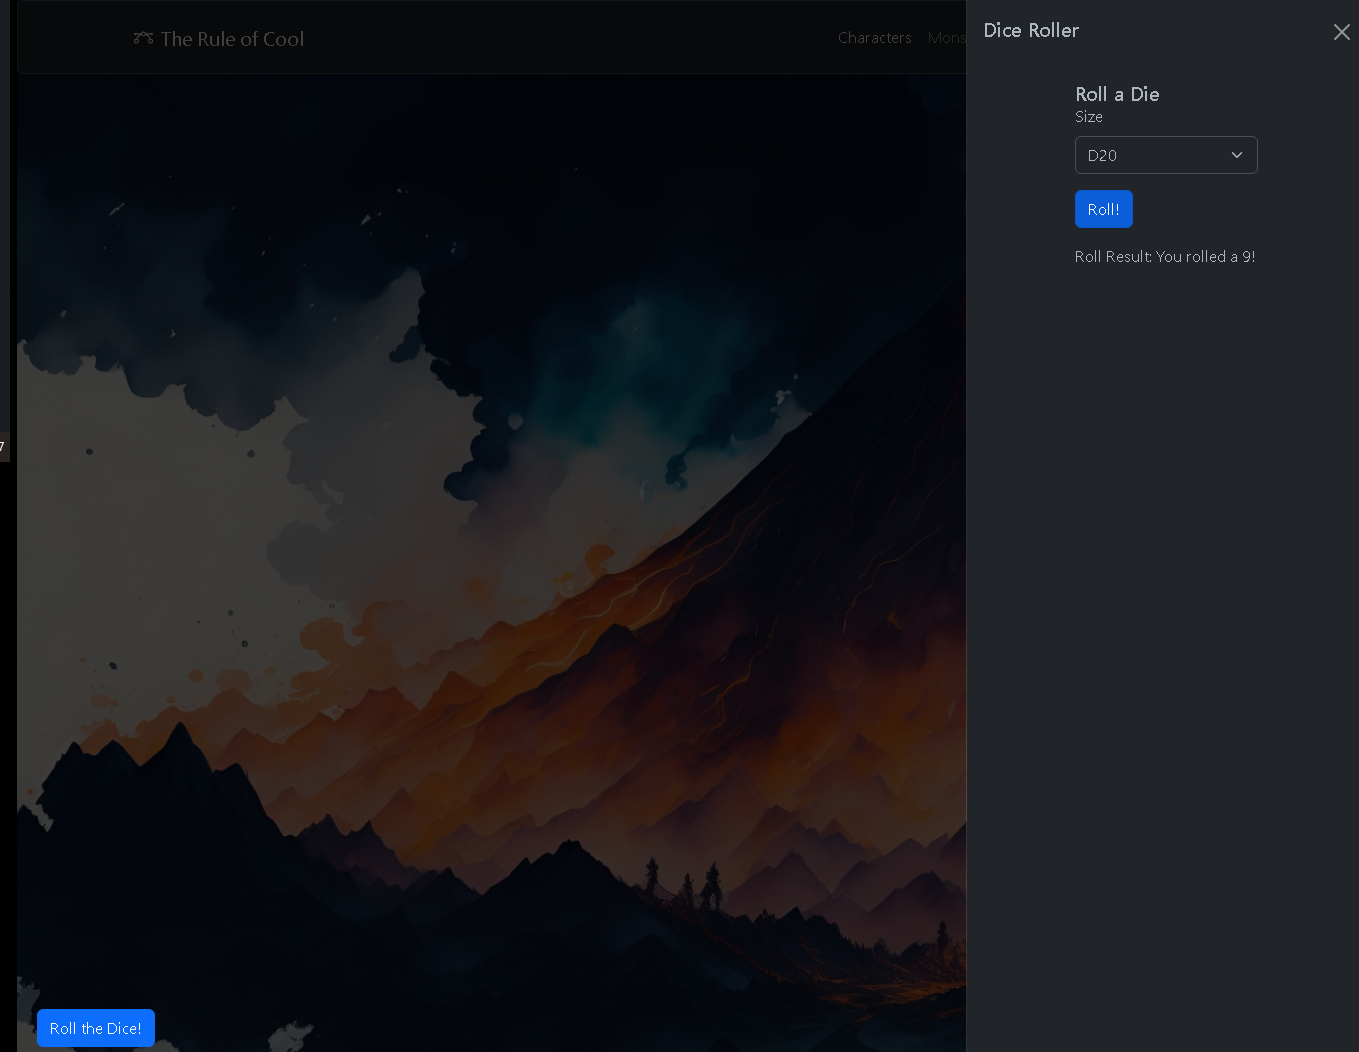 The Rule of Cool
Characters
Mons
Dice Roller
Roll a Die
Size
D20
Roll!
Roll Result: You rolled a 9!
7
Roll the Dice!